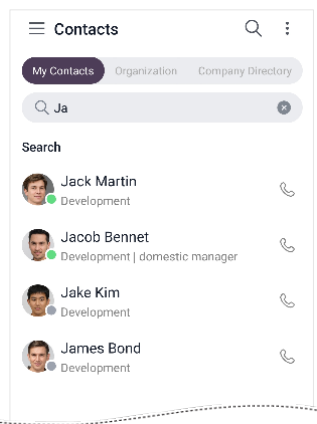 Contacts
My Contacts Organization Company Directory
Ja
Search
Jack Martin
Development
Jacob Bennet
Development | domestic manager
Jake Kim
Development
James Bond
Development